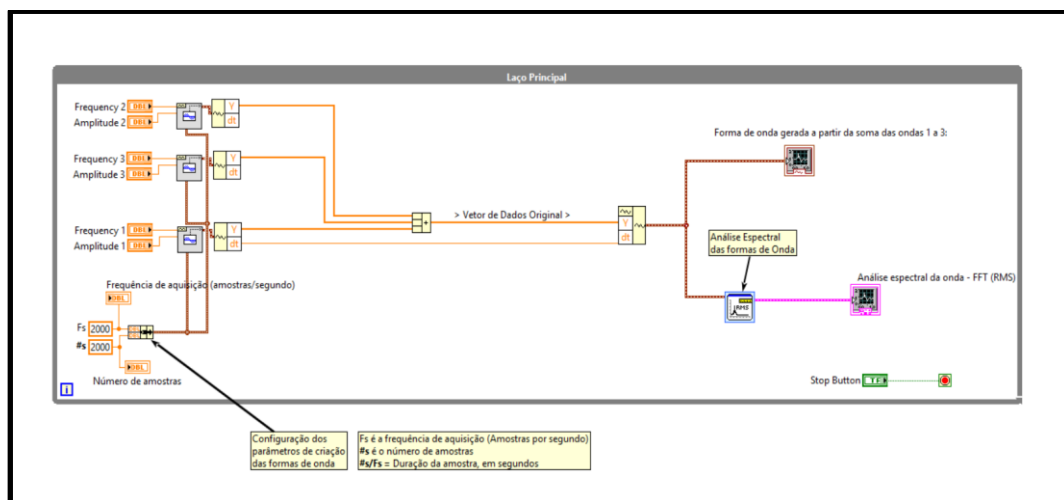 Laço Principal
Frequency 2
DBL
Amplitude 2
DBL
Y
dt
Frequency 3
DBL
Amplitude 3
DBL
Y
dt
Frequency 1
DBL
Amplitude 1
DBL
Y
dt
> Vetor de Dados Original >
Y
dt
Forma de onda gerada a partir da soma das ondas 1 a 3:
Análise Espectral
das formas de Onda
RMS
Análise espectral da onda - FFT (RMS)
Frequência de aquisição (amostras/segundo)
DBL
Fs 2000
#s 2000
DBL
Número de amostras
i
Stop Button
TF
Configuração dos
parâmetros de criação
das formas de onda
Fs é a frequência de aquisição (Amostras por segundo)
#s é o número de amostras
#s/Fs = Duração da amostra, em segundos